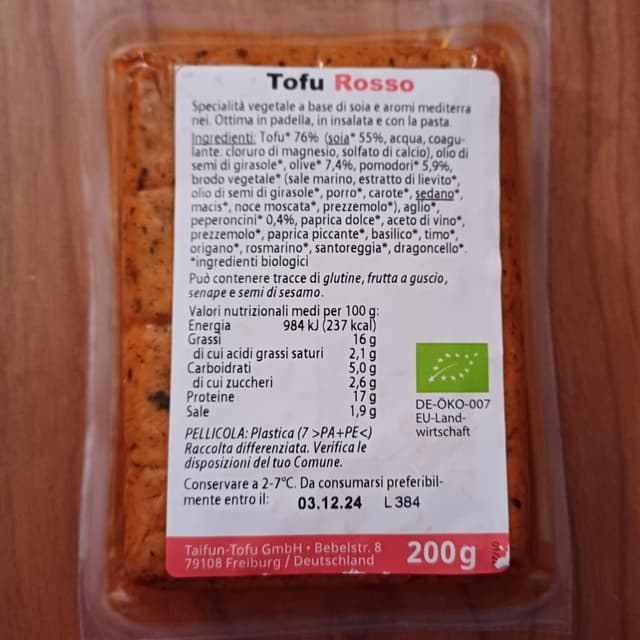 Tofu Rosso
Specialità vegetale a base di soia e aromi mediterra
nei. Ottima in padella, in insalata e con la pasta.
Ingredienti: Tofu* 76% (soia* 55%, acqua, coagu-
lante: cloruro di magnesio, solfato di calcio), olio di
semi di girasole*, olive* 7,4%, pomodori* 5,9%,
brodo vegetale* (sale marino, estratto di lievito*,
olio di semi di girasole*, porro*, carote*, sedano*,
macis*, noce moscata*, prezzemolo*), aglio*,
peperoncini* 0,4%, paprica dolce*, aceto di vino*,
prezzemolo*, paprica piccante*, basilico*, timo*,
origano*, rosmarino*, santoreggia*, dragoncello*.
*ingredienti biologici
Può contenere tracce di glutine, frutta a guscio,
senape e semi di sesamo.
Valori nutrizionali medi per 100 g:
Energia 984 kJ (237 kcal)
Grassi 16 g
di cui acidi grassi saturi 2,1 g
Carboidrati 5,0 g
di cui zuccheri 2,6 g
Proteine 17 g
Sale 1,9 g
DE-ÖKO-007
EU-Land-
wirtschaft
PELLICOLA: Plastica (7 >PA+PE<)
Raccolta differenziata. Verifica le
disposizioni del tuo Comune.
Conservare a 2-7°C. Da consumarsi preferibil-
mente entro il: 03.12.24 L 384
Taifun-Tofu GmbH • Bebelstr. 8
79108 Freiburg / Deutschland
200g